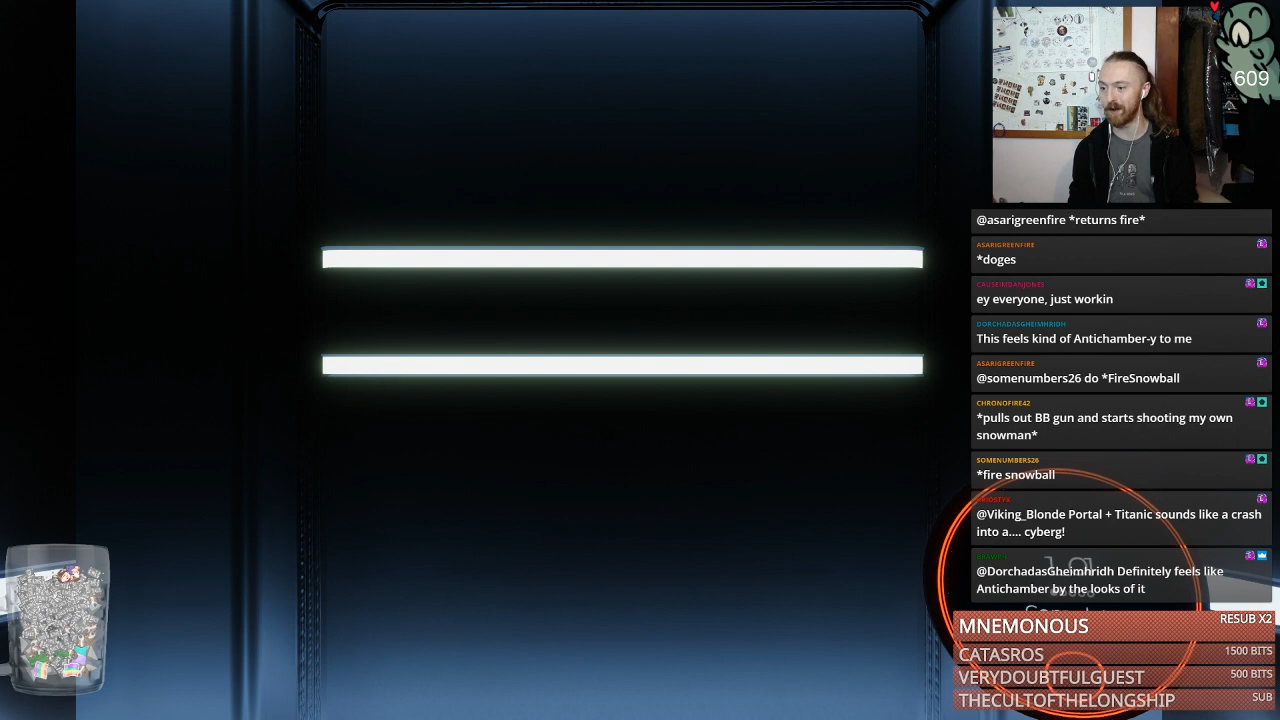 609
@asarigreenfire *returns fire*
ASARIGREENFIRE
*doges
CAUSEIMDANJONES
ey everyone, just workin
DORCHADASGHEIMHRIDH
This feels kind of Antichamber-y to me
ASARIGREENFIRE
@somenumbers26 do *FireSnowball
CHRONOFIRE42
*pulls out BB gun and starts shooting my own
snowman*
SOMENUMBERS26
*fire snowball
@Viking_Blonde Portal + Titanic sounds like a crash
into a.... cyberg!
@DorchadasGheimhridh Definitely feels like
Antichamber by the looks of it
MNEMONOUS RESUB X2
CATASROS 1500 BITS
VERYDOUBTFULGUEST 500 BITS
THECULTOFTHELONGSHIP SUB